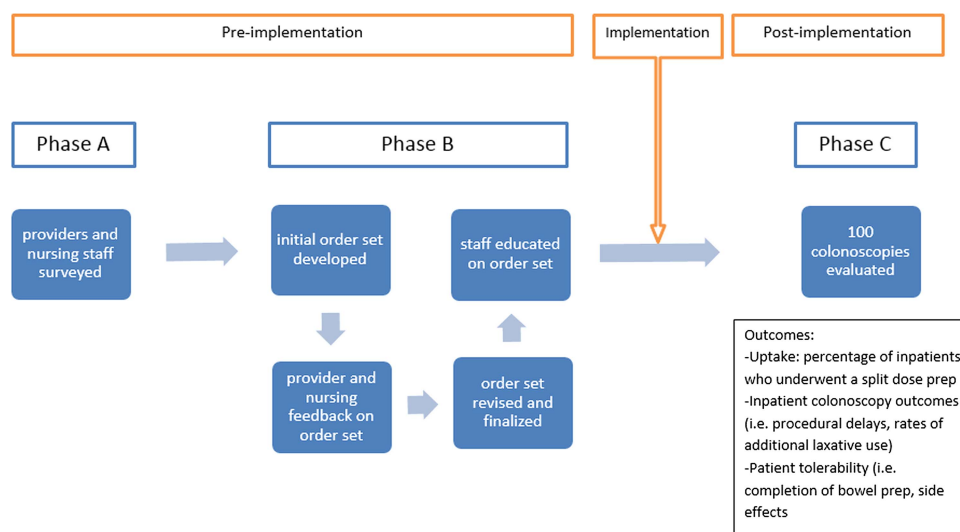 Pre-implementation
Implementation
Post-implementation
Phase A
Phase B
Phase C
providers and
nursing staff
surveyed
initial order set
developed
provider and
nursing
feedback on
order set
order set
revised and
finalized
staff educated
on order set
100
colonoscopies
evaluated
Outcomes:
-Uptake: percentage of inpatients
who underwent a split dose prep
-Inpatient colonoscopy outcomes
(i.e. procedural delays, rates of
additional laxative use)
-Patient tolerability (i.e.
completion of bowel prep, side
effects